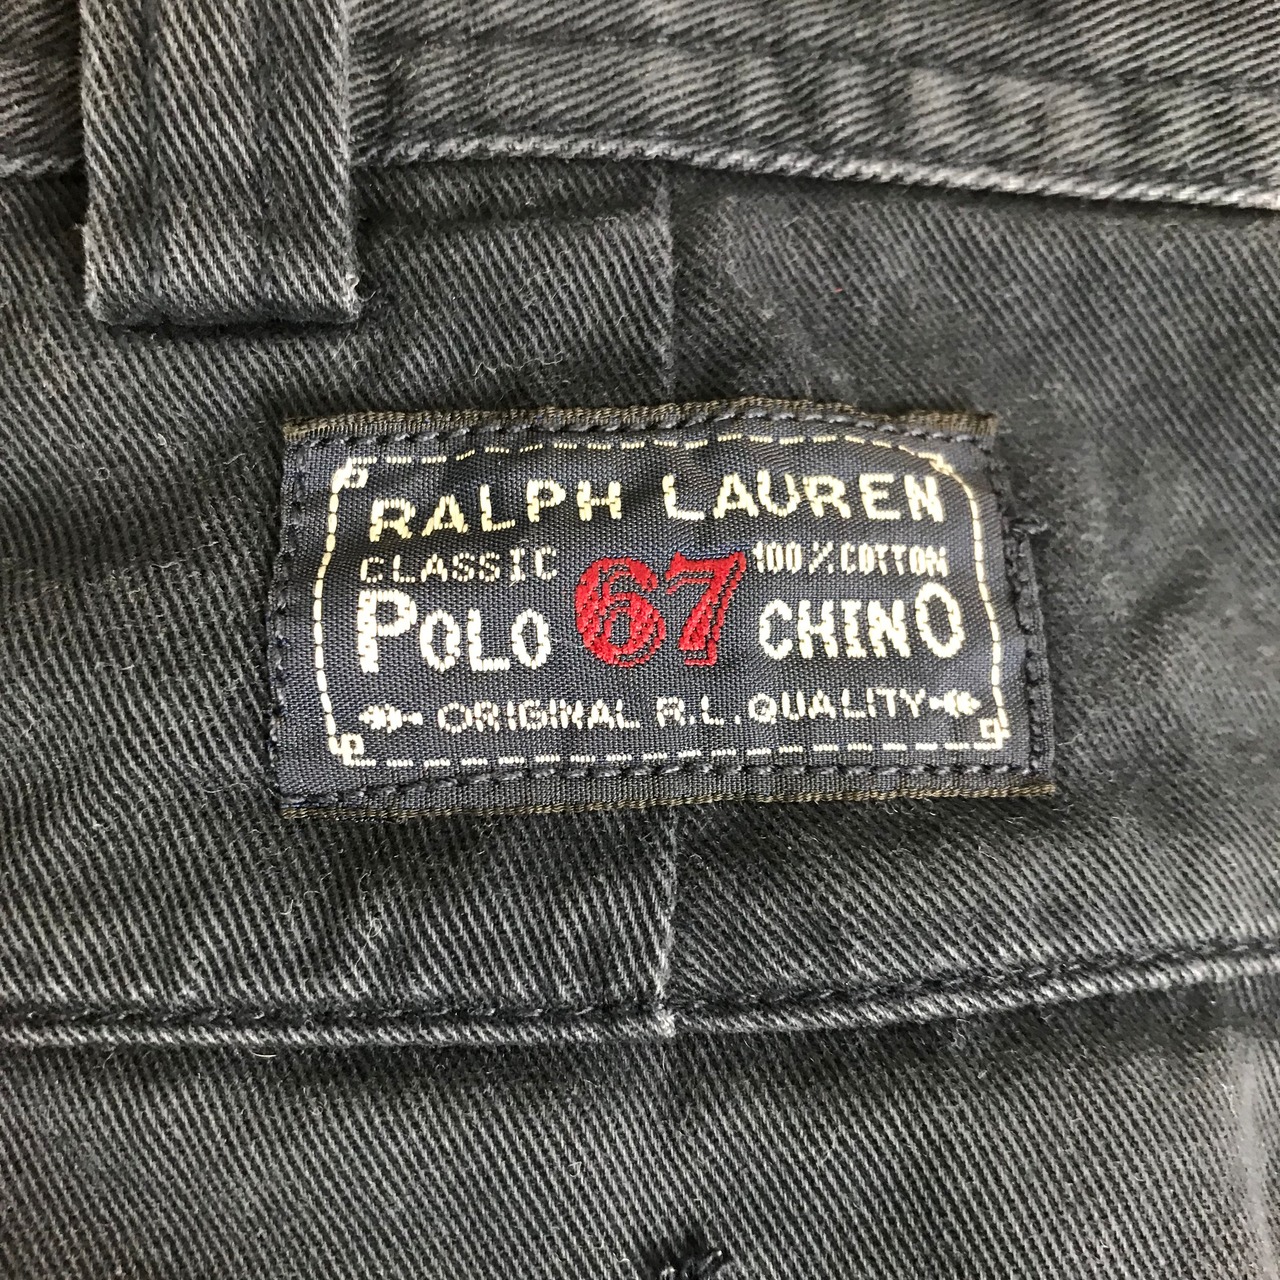 RALPH LAUREN
CLASSIC 67 100% COTTON
POLO CHINO
ORIGINAL R.L. QUALITY